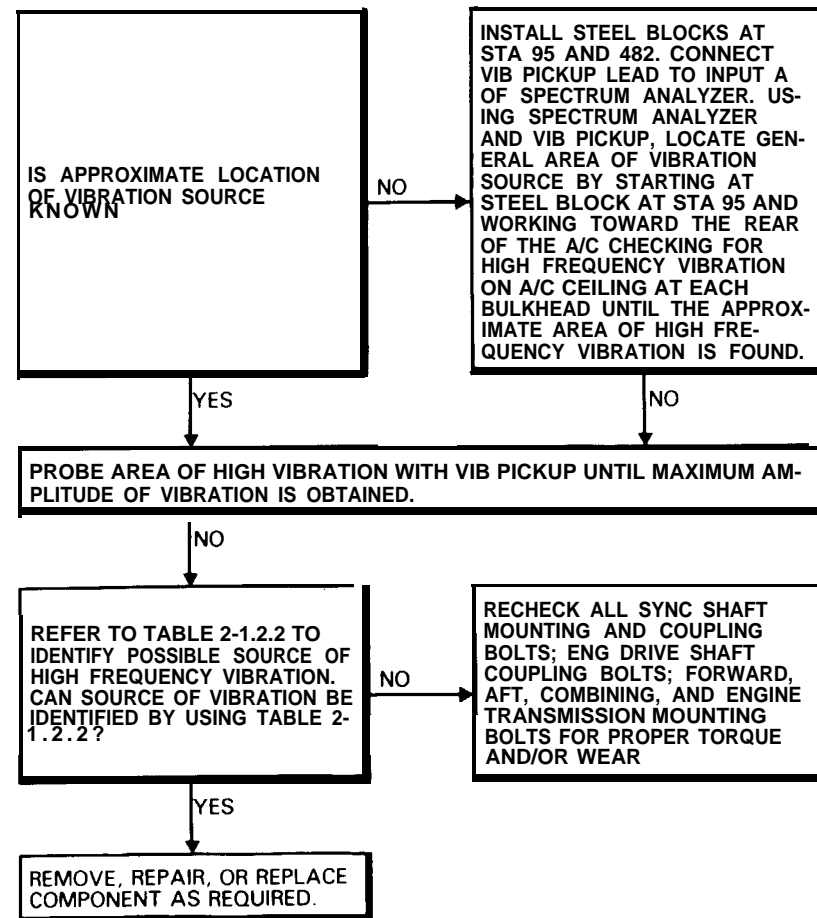 IS APPROXIMATE LOCATION
OF VIBRATION SOURCE
KNOWN
NO
INSTALL STEEL BLOCKS AT
STA 95 AND 482. CONNECT
VIB PICKUP LEAD TO INPUT A
OF SPECTRUM ANALYZER. US-
ING SPECTRUM ANALYZER
AND VIB PICKUP, LOCATE GEN-
ERAL AREA OF VIBRATION
SOURCE BY STARTING AT
STEEL BLOCK AT STA 95 AND
WORKING TOWARD THE REAR
OF THE A/C CHECKING FOR
HIGH FREQUENCY VIBRATION
ON A/C CEILING AT EACH
BULKHEAD UNTIL THE APPROX-
IMATE AREA OF HIGH FRE-
QUENCY VIBRATION IS FOUND.
YES
NO
PROBE AREA OF HIGH VIBRATION WITH VIB PICKUP UNTIL MAXIMUM AM-
PLITUDE OF VIBRATION IS OBTAINED.
NO
REFER TO TABLE 2-1.2.2 TO
IDENTIFY POSSIBLE SOURCE OF
HIGH FREQUENCY VIBRATION.
CAN SOURCE OF VIBRATION BE
IDENTIFIED BY USING TABLE 2-
1.2.2?
NO
RECHECK ALL SYNC SHAFT
MOUNTING AND COUPLING
BOLTS; ENG DRIVE SHAFT
COUPLING BOLTS; FORWARD,
AFT, COMBINING, AND ENGINE
TRANSMISSION MOUNTING
BOLTS FOR PROPER TORQUE
AND/OR WEAR
YES
REMOVE, REPAIR, OR REPLACE
COMPONENT AS REQUIRED.